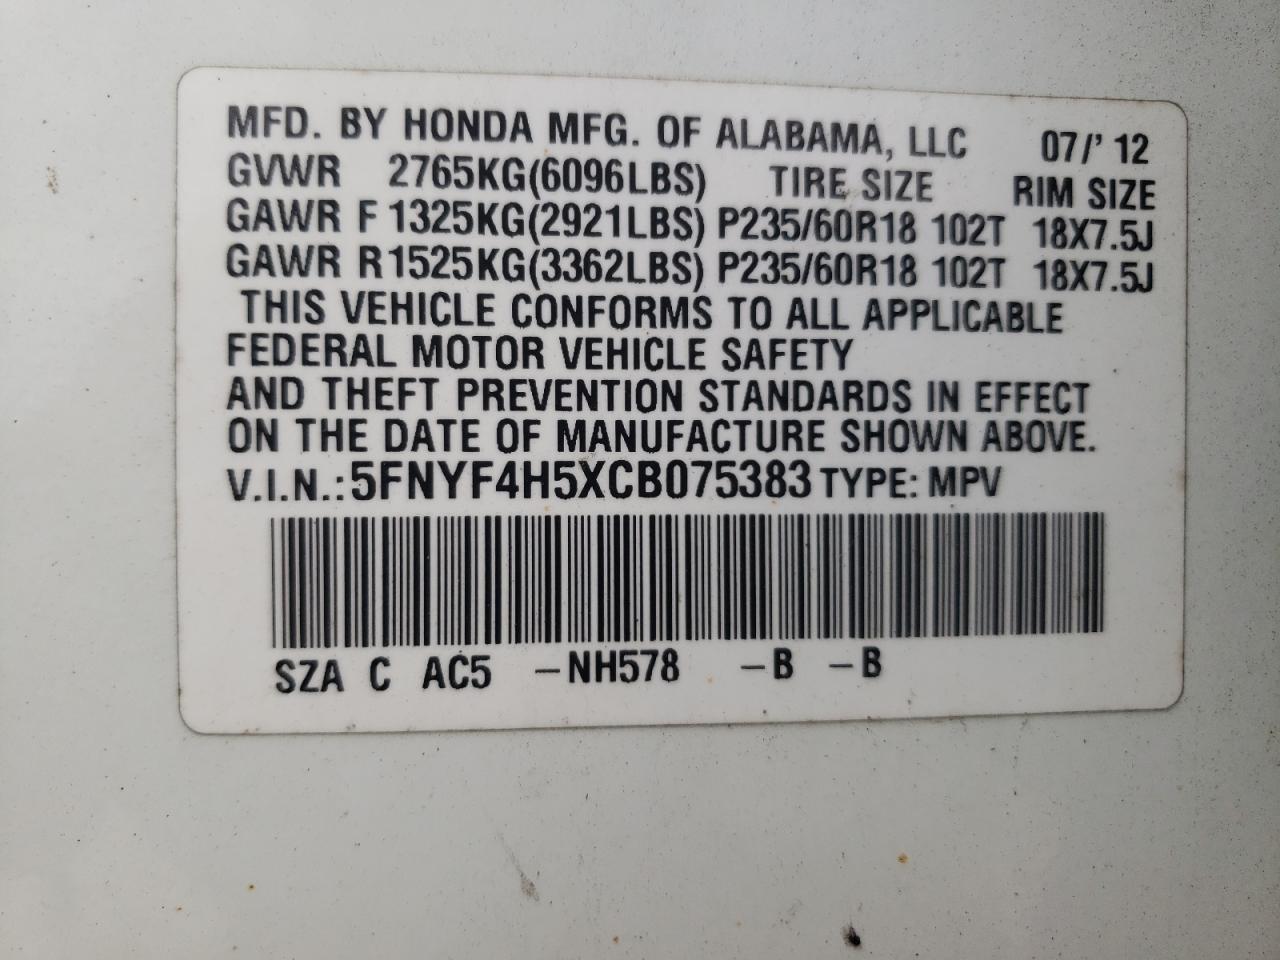 MFD. BY HONDA MFG. OF ALABAMA, LLC 07/' 12
GVWR 2765KG(6096LBS) TIRE SIZE RIM SIZE
GAWR F 1325KG(2921LBS) P235/60R18 102T 18X7.5J
GAWR R 1525KG(3362LBS) P235/60R18 102T 18X7.5J
THIS VEHICLE CONFORMS TO ALL APPLICABLE
FEDERAL MOTOR VEHICLE SAFETY
AND THEFT PREVENTION STANDARDS IN EFFECT
ON THE DATE OF MANUFACTURE SHOWN ABOVE.
V.I.N.: 5FNYF4H5XCB075383 TYPE: MPV
SZA C AC5 –NH578 –B –B